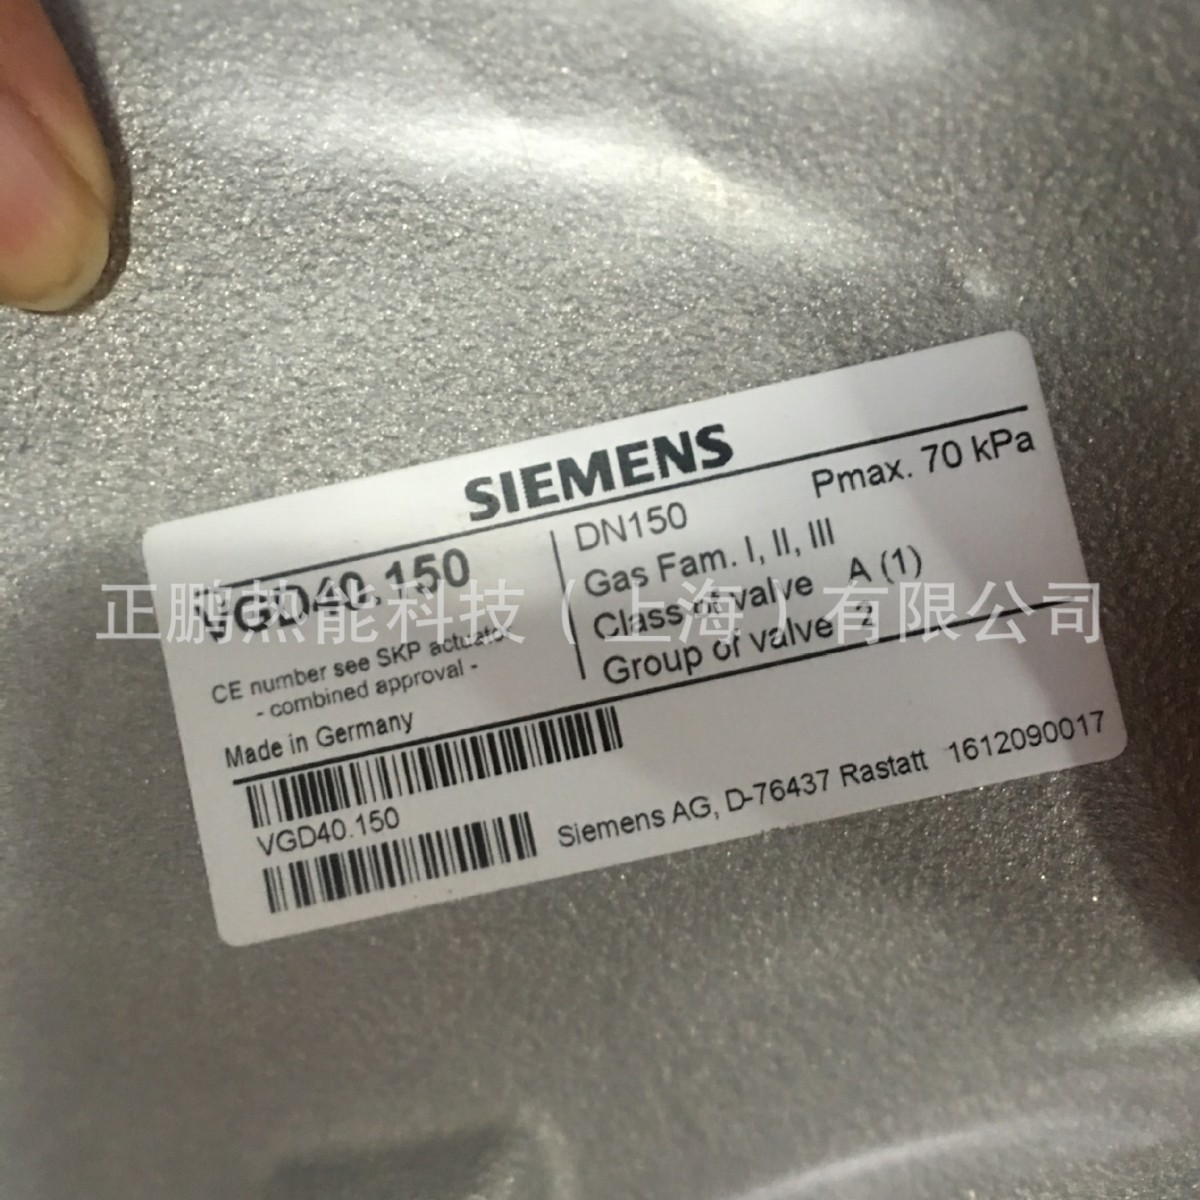 SIEMENS
VGD40.150
CE number see SKP actuator
- combined approval -
Made in Germany
DN150 Pmax. 70 kPa
Gas Fam. I, II, III
Class of valve A (1)
Group of valve 2
VGD40.150
Siemens AG, D-76437 Rastatt 1612090017
正鹏热能科技（上海）有限公司